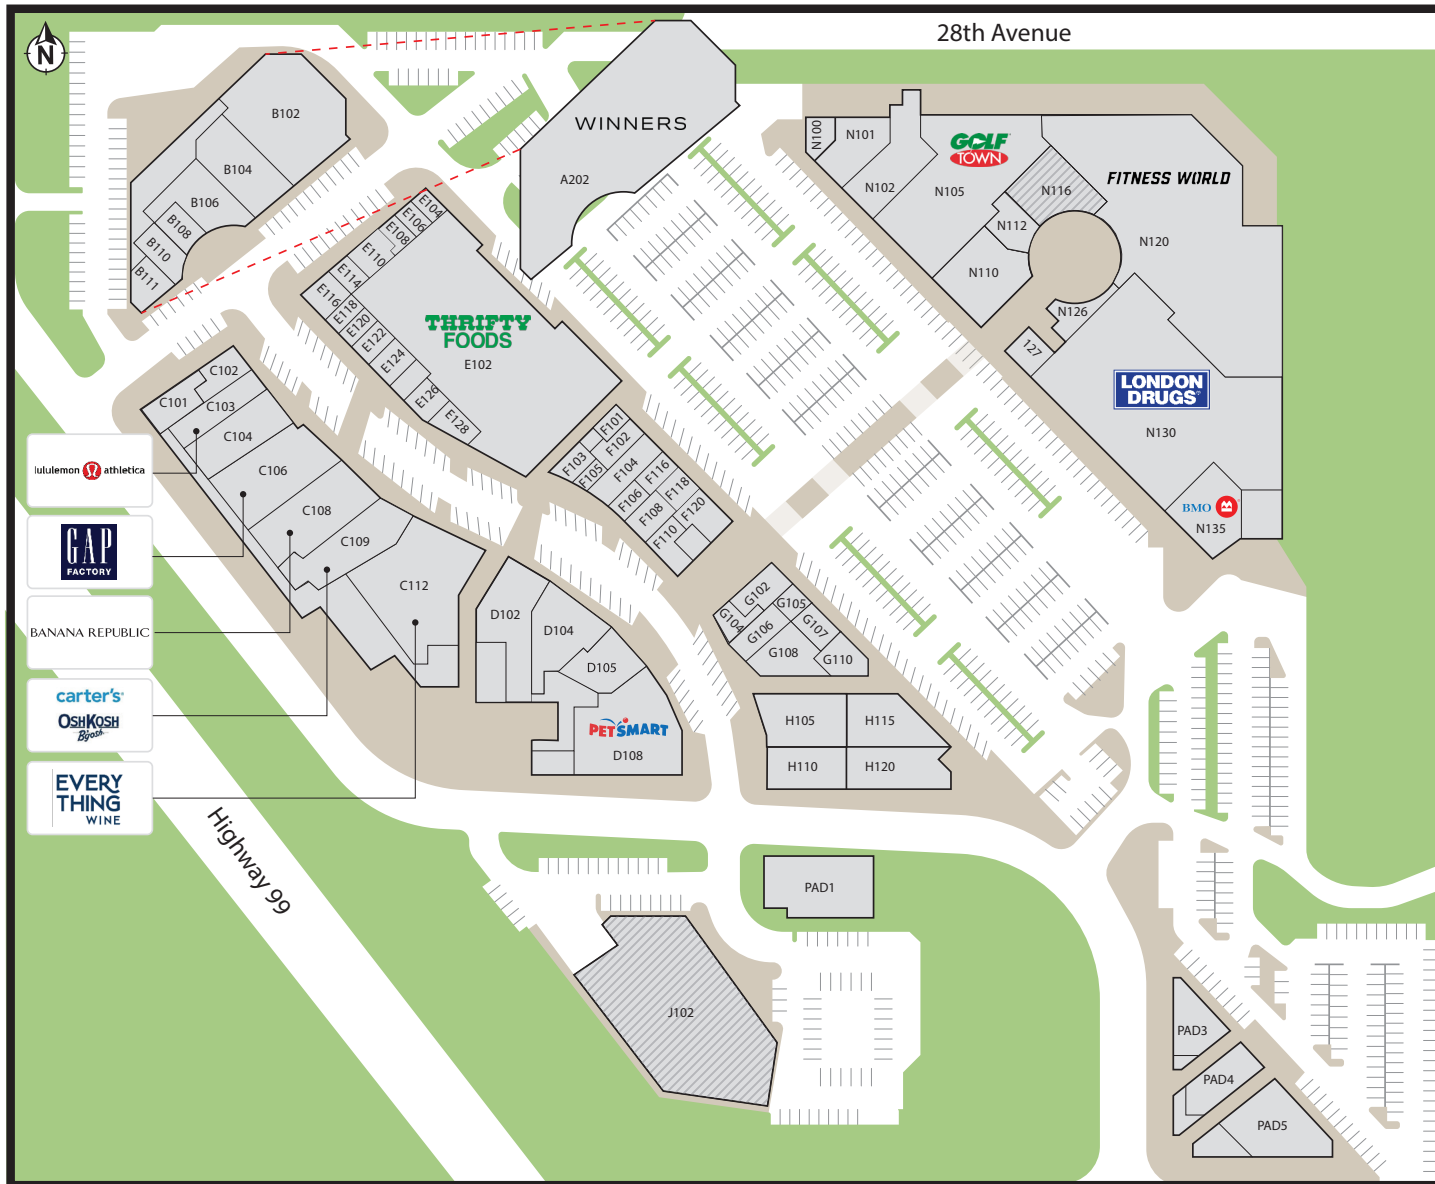 28th Avenue
N
WINNERS
A202
B102
B104
B106
B108
B110
B111
N100
N101
N102
GOLF
TOWN
N105
N116
FITNESS WORLD
N112
N110
N120
N126
127
LONDON
DRUGS
N130
BMO
N135
E104
E106
E108
E110
E114
E116
E118
E120
E122
E124
E126
E128
THRIFTY
FOODS
E102
F101
F102
F103
F104
F105
F116
F106
F118
F108
F120
F110
C102
C101
C103
C104
C106
C108
C109
C112
lululemon athletica
GAP
FACTORY
BANANA REPUBLIC
carter's
OSHKOSH
B'gosh
EVERY
THING
WINE
D102
D104
D105
PETSMART
D108
G102
G104
G105
G106
G107
G108
G110
H105
H115
H110
H120
Highway 99
PAD1
J102
PAD3
PAD4
PAD5